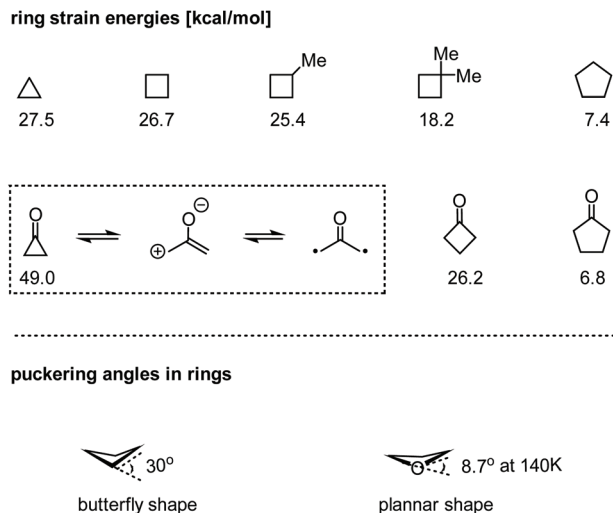 ring strain energies [kcal/mol]
Me
Me
Me
27.5 26.7 25.4 18.2 7.4
O ⊖
O O O O
⊕
49.0 26.2 6.8
puckering angles in rings
30° O 8.7° at 140K
butterfly shape plannar shape